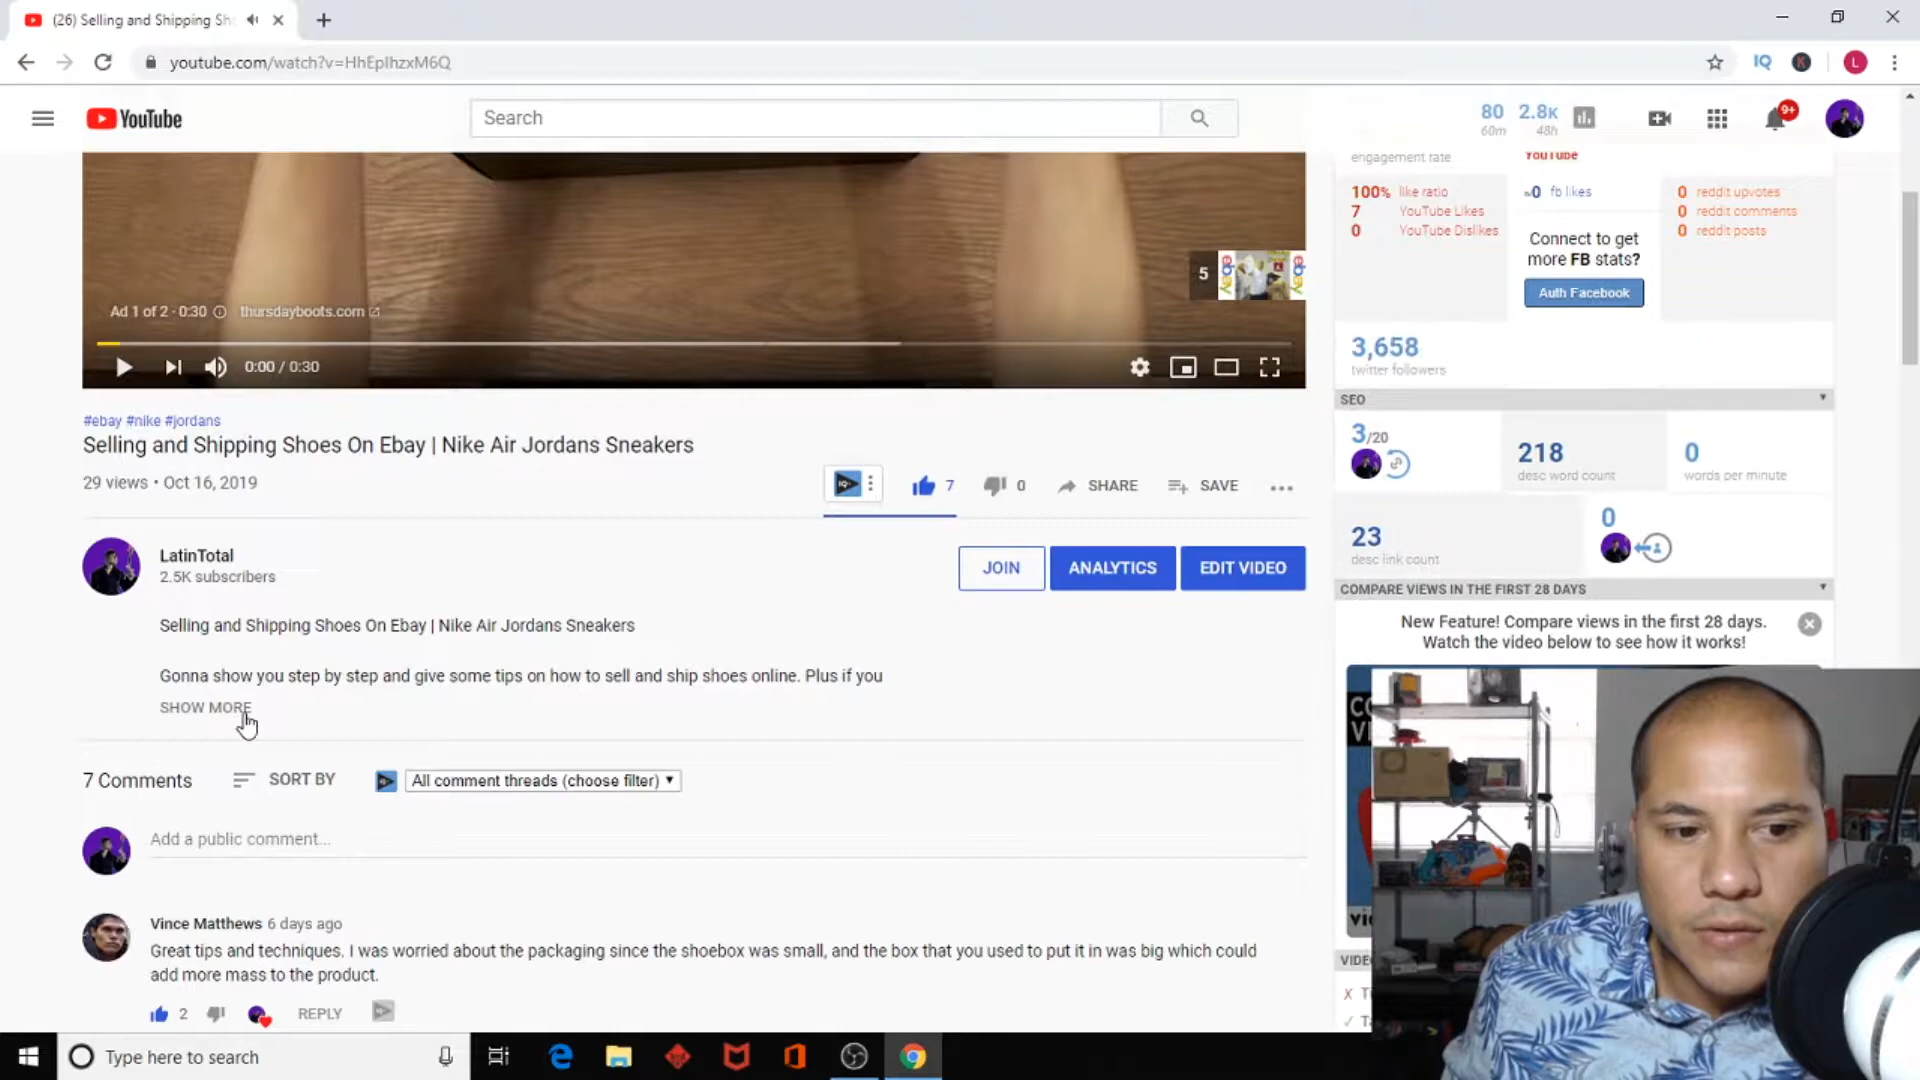 (26) Selling and Shipping Sh
youtube.com/watch?v=HhEpIhzxM6Q
IQ
K
L
YouTube
Search
80
60m
2.8K
48h
9+
engagement rate
YouTube
100% like ratio
7 YouTube Likes
0 YouTube Dislikes
0 fb likes
Connect to get
more FB stats?
Auth Facebook
0 reddit upvotes
0 reddit comments
0 reddit posts
5
ebay
ebay
Ad 1 of 2 · 0:30
thursdayboots.com
0:00 / 0:30
3,658
twitter followers
SEO
3/20
218
desc word count
0
words per minute
23
desc link count
0
#ebay #nike #jordans
Selling and Shipping Shoes On Ebay | Nike Air Jordans Sneakers
29 views • Oct 16, 2019
IQ
7
0
SHARE
SAVE
LatinTotal
2.5K subscribers
JOIN
ANALYTICS
EDIT VIDEO
Selling and Shipping Shoes On Ebay | Nike Air Jordans Sneakers
Gonna show you step by step and give some tips on how to sell and ship shoes online. Plus if you
SHOW MORE
COMPARE VIEWS IN THE FIRST 28 DAYS
New Feature! Compare views in the first 28 days.
Watch the video below to see how it works!
7 Comments
SORT BY
All comment threads (choose filter)
Add a public comment...
Vince Matthews 6 days ago
Great tips and techniques. I was worried about the packaging since the shoebox was small, and the box that you used to put it in was big which could
add more mass to the product.
2
REPLY
Type here to search